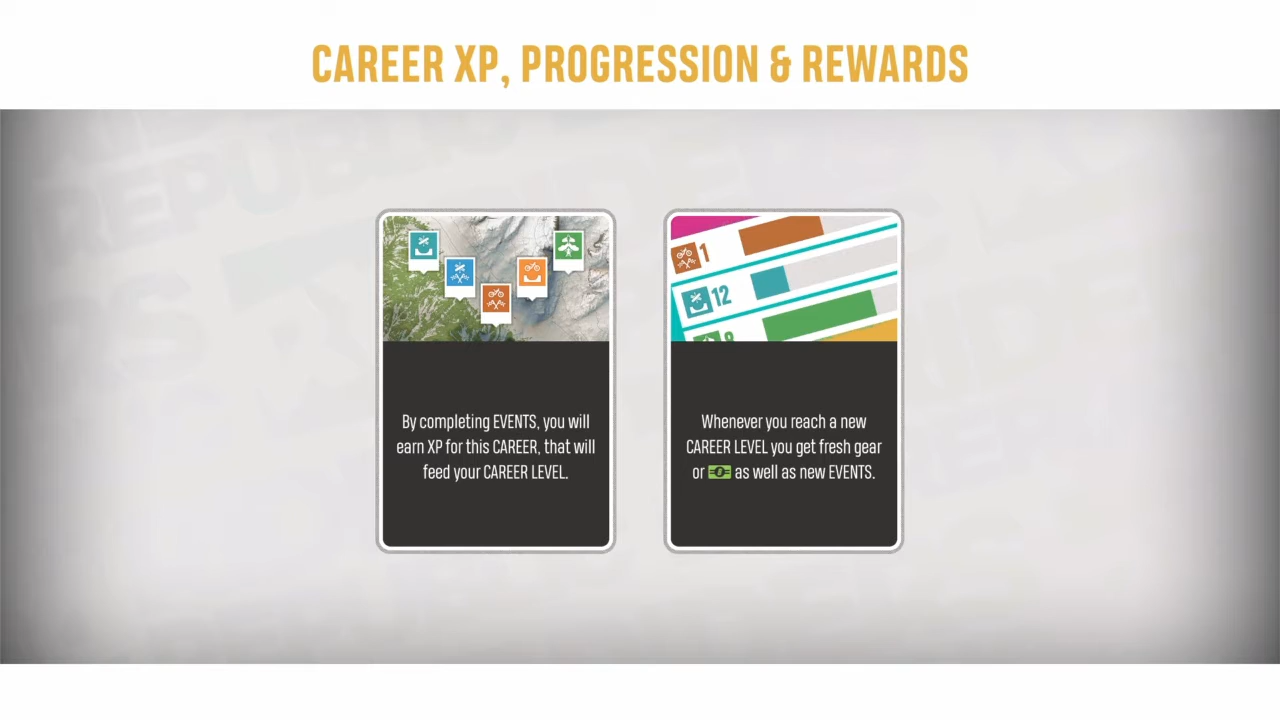 CAREER XP, PROGRESSION & REWARDS
1
12
8
By completing EVENTS, you will
earn XP for this CAREER, that will
feed your CAREER LEVEL.
Whenever you reach a new
CAREER LEVEL you get fresh gear
or as well as new EVENTS.